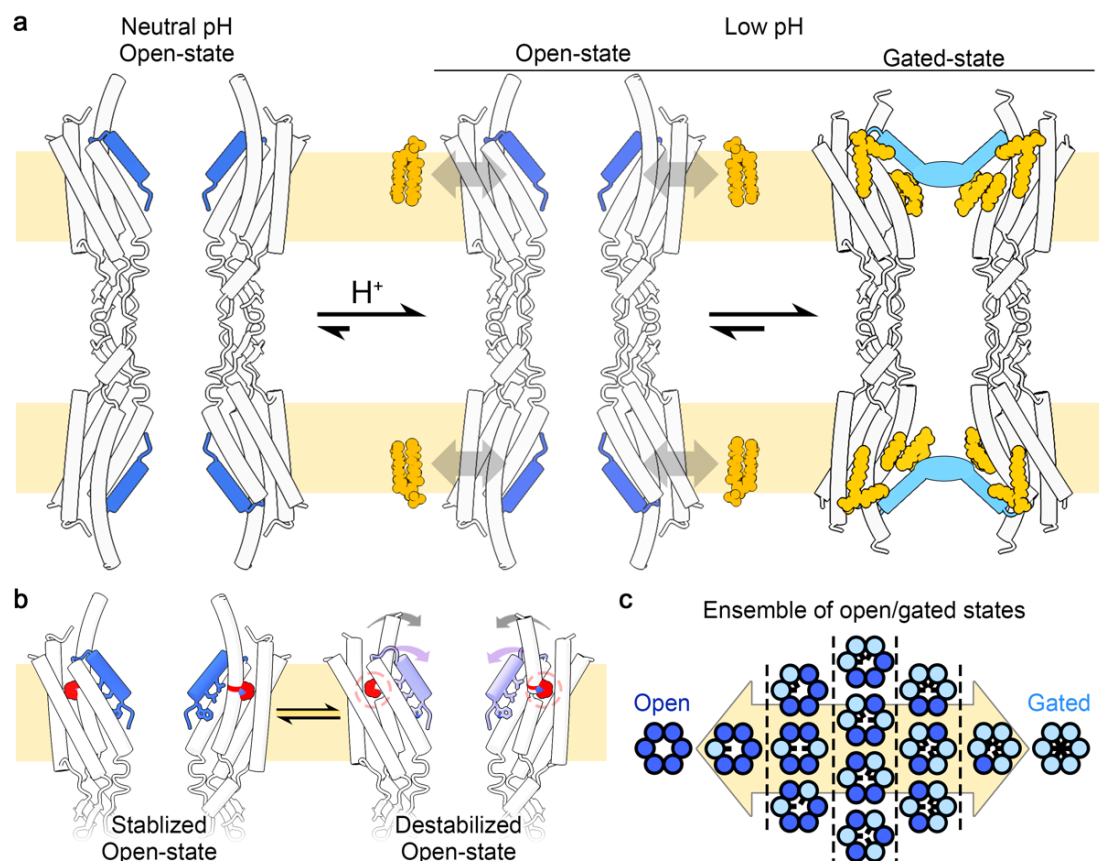 a
Neutral pH
Open-state
Low pH
Open-state
Gated-state
H+
b
Stablized
Open-state
Destabilized
Open-state
c
Ensemble of open/gated states
Open
Gated